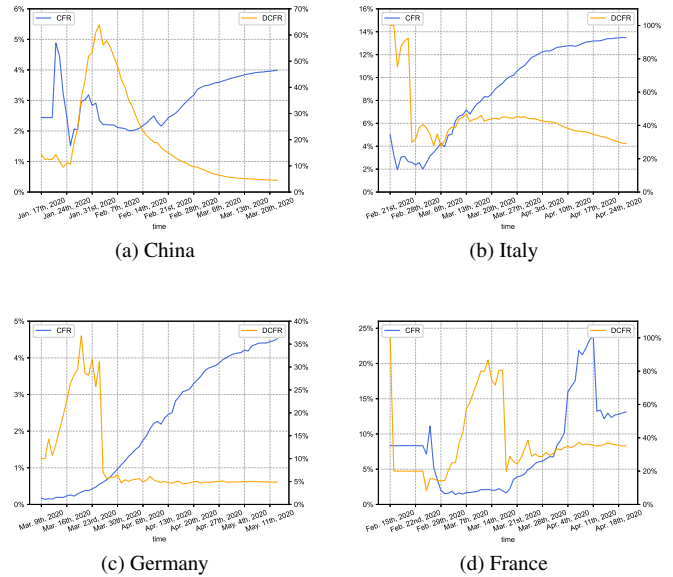 6%
5%
4%
3%
2%
1%
0%
CFR
DCFR
70%
60%
50%
40%
30%
20%
10%
0%
Jan. 17th, 2020
Jan. 24th, 2020
Jan. 31st, 2020
Feb. 7th, 2020
Feb. 14th, 2020
Feb. 21st, 2020
Feb. 28th, 2020
Mar. 6th, 2020
Mar. 13th, 2020
Mar. 20th, 2020
time
(a) China
16%
14%
12%
10%
8%
6%
4%
2%
0%
CFR
DCFR
100%
80%
60%
40%
20%
0%
Feb. 21st, 2020
Feb. 28th, 2020
Mar. 6th, 2020
Mar. 13th, 2020
Mar. 20th, 2020
Mar. 27th, 2020
Apr. 3rd, 2020
Apr. 10th, 2020
Apr. 17th, 2020
Apr. 24th, 2020
time
(b) Italy
5%
4%
3%
2%
1%
0%
CFR
DCFR
40%
35%
30%
25%
20%
15%
10%
5%
0%
Mar. 9th, 2020
Mar. 16th, 2020
Mar. 23rd, 2020
Mar. 30th, 2020
Apr. 6th, 2020
Apr. 13th, 2020
Apr. 20th, 2020
Apr. 27th, 2020
May. 4th, 2020
May. 11th, 2020
time
(c) Germany
25%
20%
15%
10%
5%
0%
CFR
DCFR
100%
80%
60%
40%
20%
0%
Feb. 15th, 2020
Feb. 22nd, 2020
Feb. 29th, 2020
Mar. 7th, 2020
Mar. 14th, 2020
Mar. 21st, 2020
Mar. 28th, 2020
Apr. 4th, 2020
Apr. 11th, 2020
Apr. 18th, 2020
time
(d) France